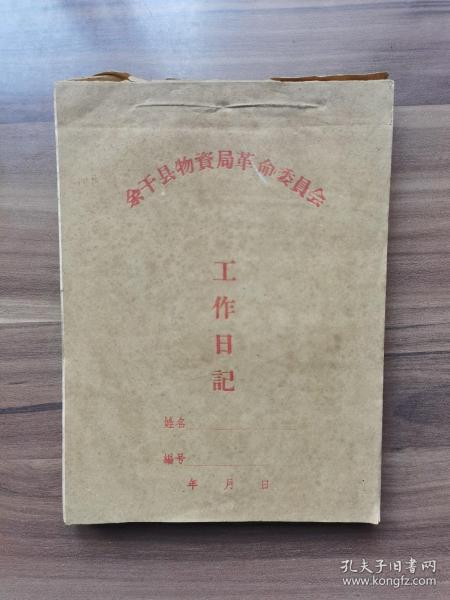 余干县物資局革命委員会
工作日記
姓名
編号
年 月 日
孔夫子旧书网
www.kongfz.com